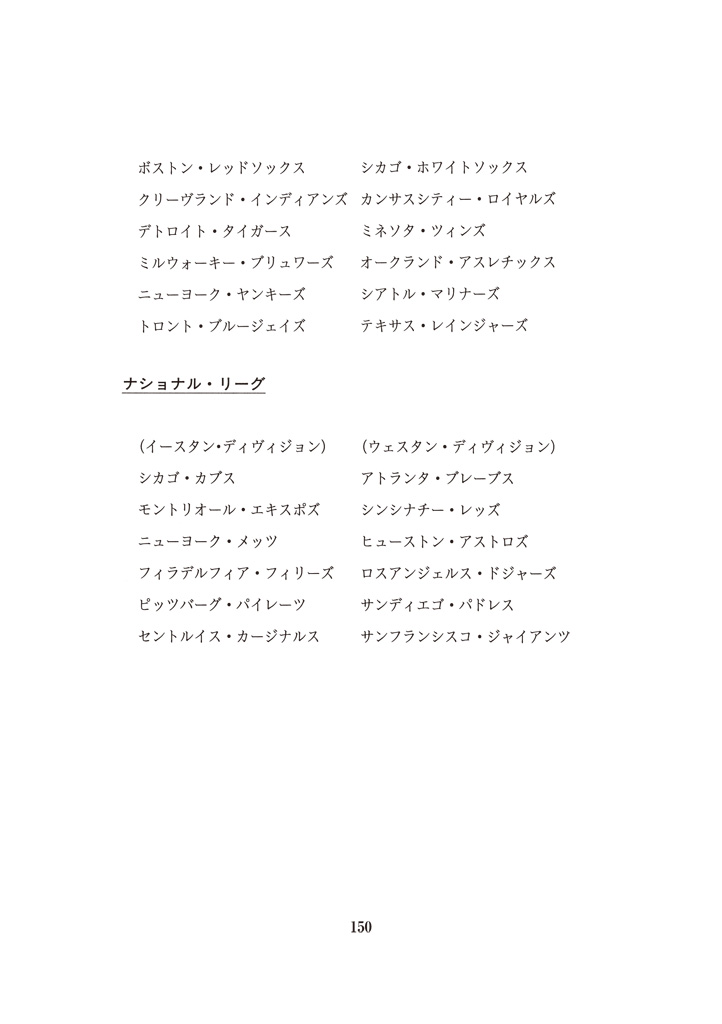 ボストン・レッドソックス　シカゴ・ホワイトソックス
クリーヴランド・インディアンズ　カンサスシティー・ロイヤルズ
デトロイト・タイガース　ミネソタ・ツィンズ
ミルウォーキー・ブリュワーズ　オークランド・アスレチックス
ニューヨーク・ヤンキーズ　シアトル・マリナーズ
トロント・ブルージェイズ　テキサス・レインジャーズ
ナショナル・リーグ
（イースタン・ディヴィジョン）　（ウェスタン・ディヴィジョン）
シカゴ・カブス　アトランタ・ブレーブス
モントリオール・エキスポズ　シンシナチー・レッズ
ニューヨーク・メッツ　ヒューストン・アストロズ
フィラデルフィア・フィリーズ　ロスアンジェルス・ドジャーズ
ピッツバーグ・パイレーツ　サンディエゴ・パドレス
セントルイス・カージナルス　サンフランシスコ・ジャイアンツ
150